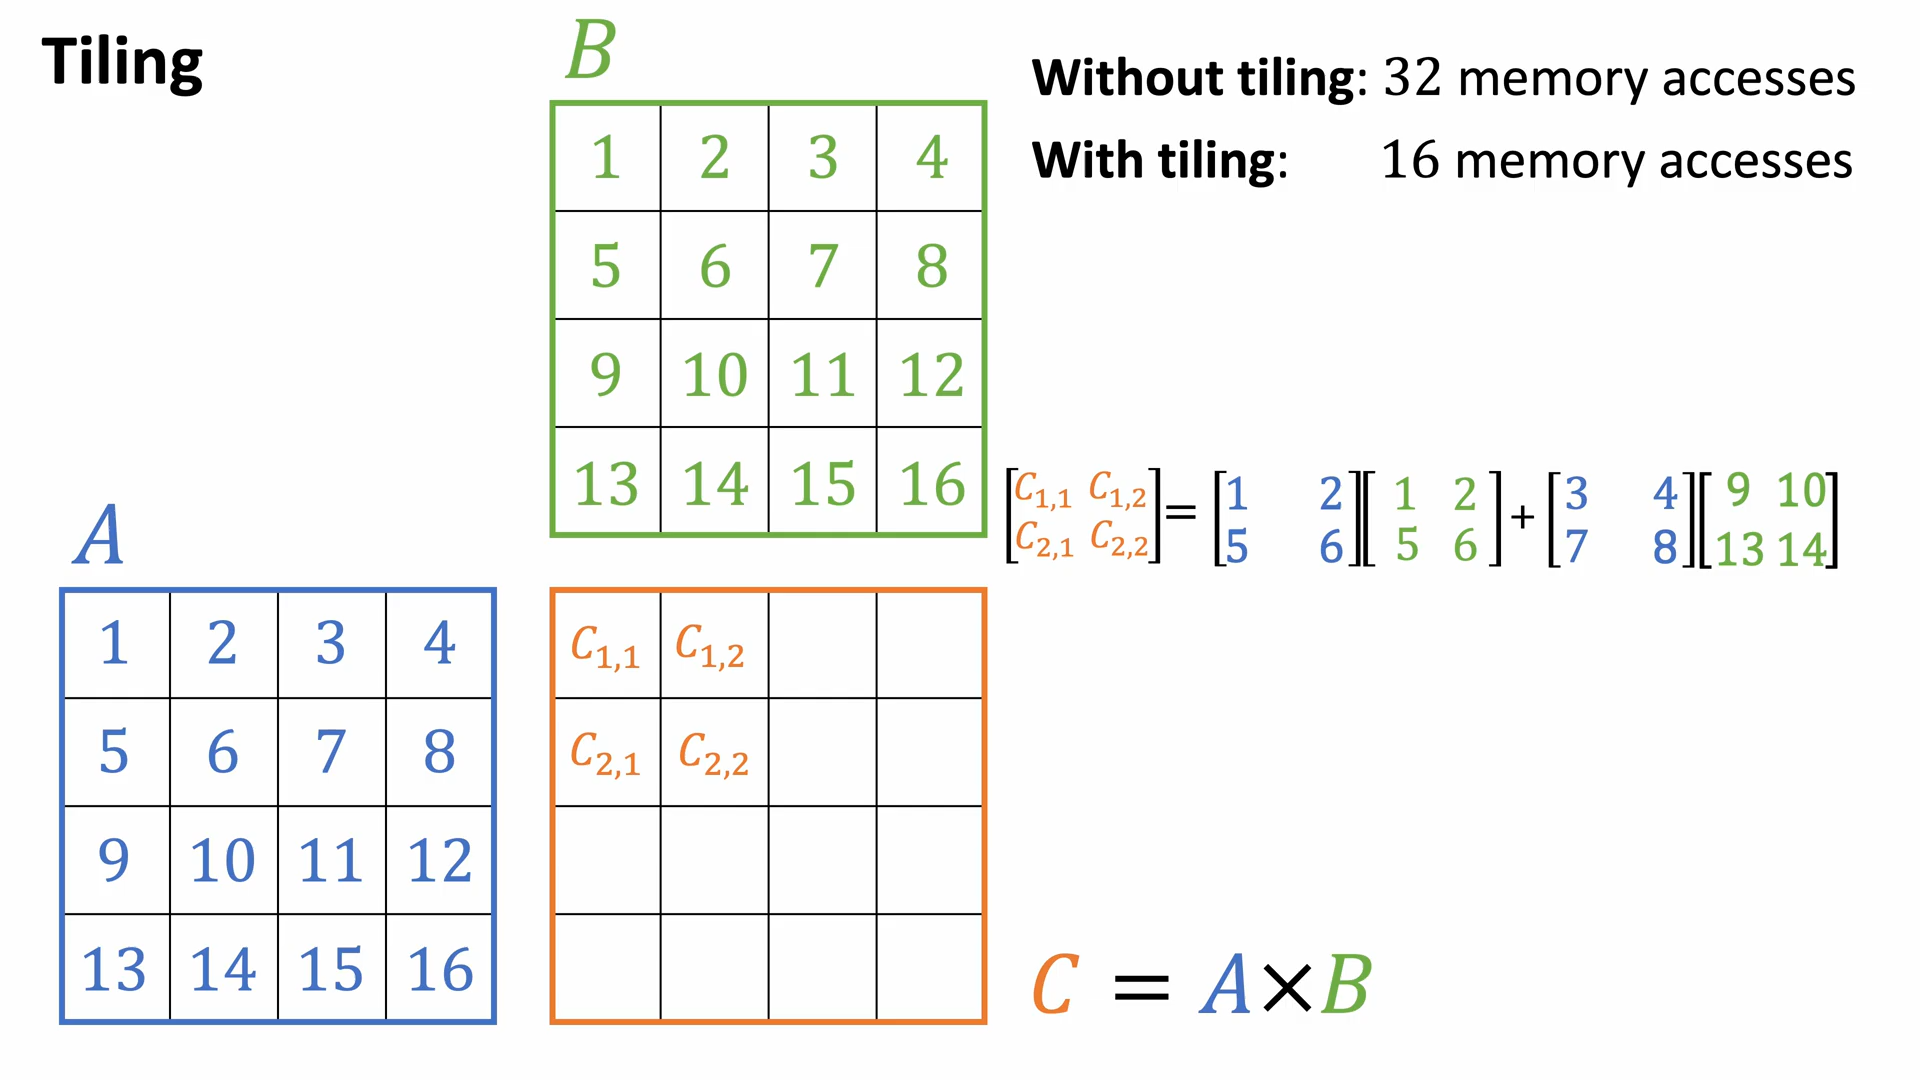 Tiling
B
Without tiling: 32 memory accesses
With tiling: 16 memory accesses
1 2 3 4
5 6 7 8
9 10 11 12
13 14 15 16
[C1,1 C1,2 = [1 2][1 2] + [3 4][9 10]
C2,1 C2,2] [5 6][5 6] [7 8][13 14]
A
1 2 3 4
5 6 7 8
9 10 11 12
13 14 15 16
C1,1 C1,2
C2,1 C2,2
C = A×B